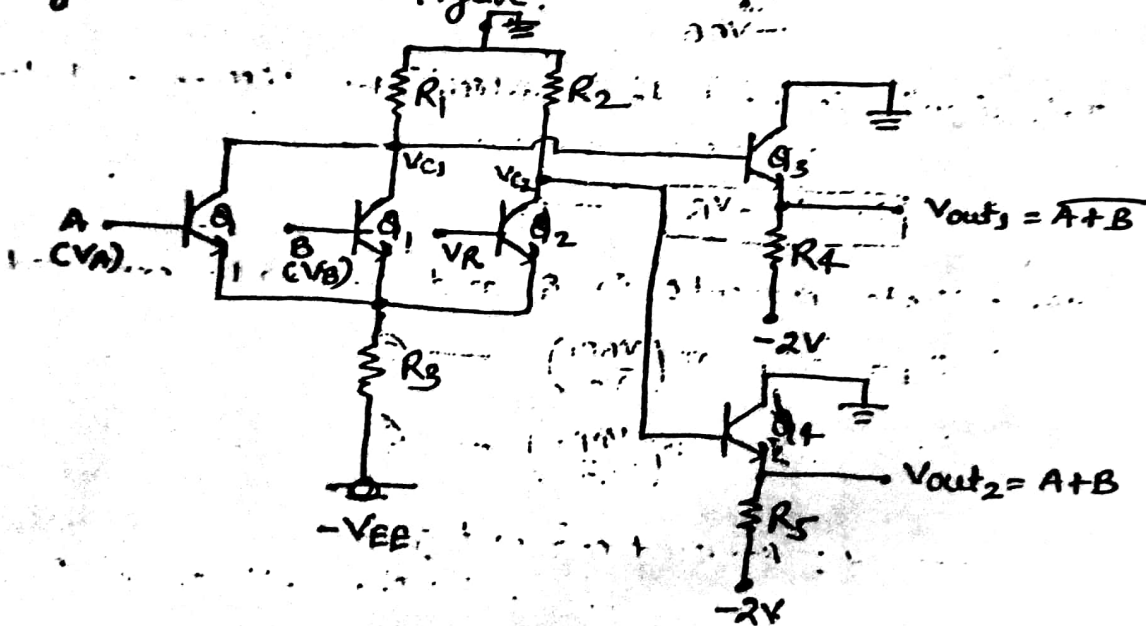 R1
R2
VC1
VC2
Q3
A
(VA)
Q
B
(VB)
Q1
VR
Q2
Vout1 = \overline{A+B}
R4
-2V
R3
Q4
Vout2 = A+B
-VEE
R5
-2V